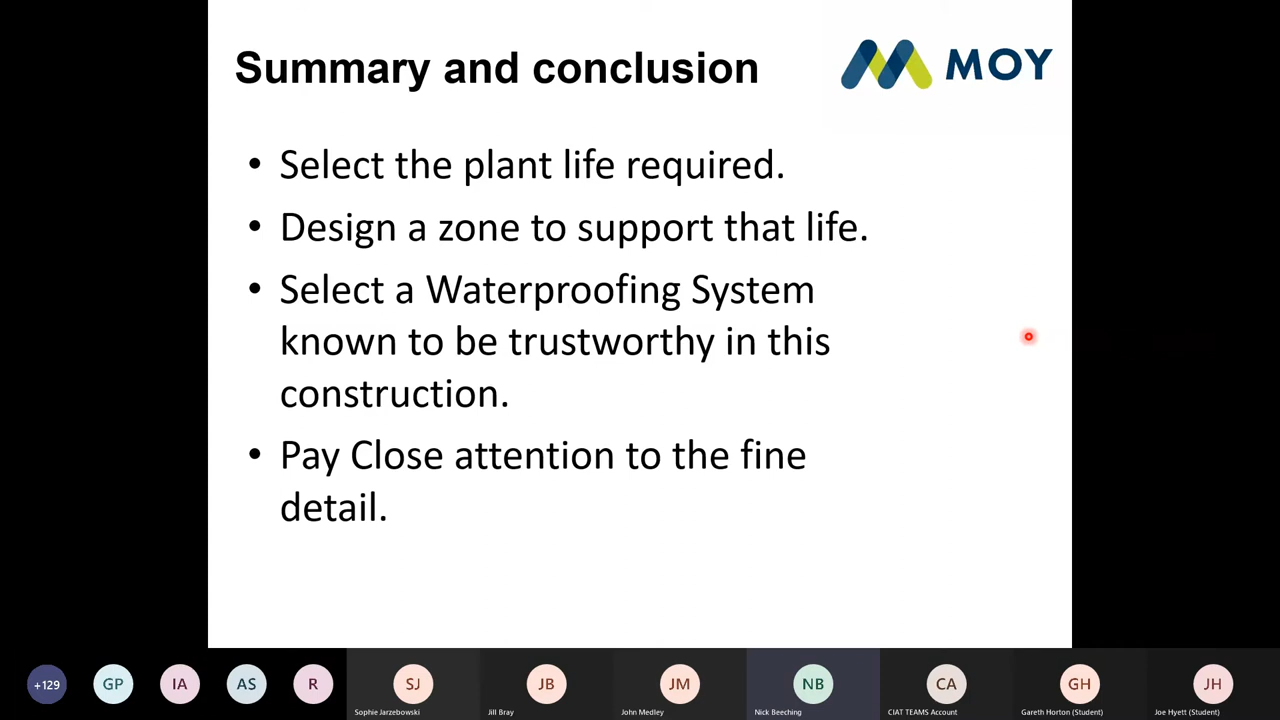 Summary and conclusion
MOY
• Select the plant life required.
• Design a zone to support that life.
• Select a Waterproofing System
known to be trustworthy in this
construction.
• Pay Close attention to the fine
detail.
+129
GP
IA
AS
R
SJ
JB
JM
NB
CA
GH
JH
Sophie Jarzebowski
Jill Bray
John Medley
Nick Beeching
CIAT TEAMS Account
Gareth Horton (Student)
Joe Hyett (Student)